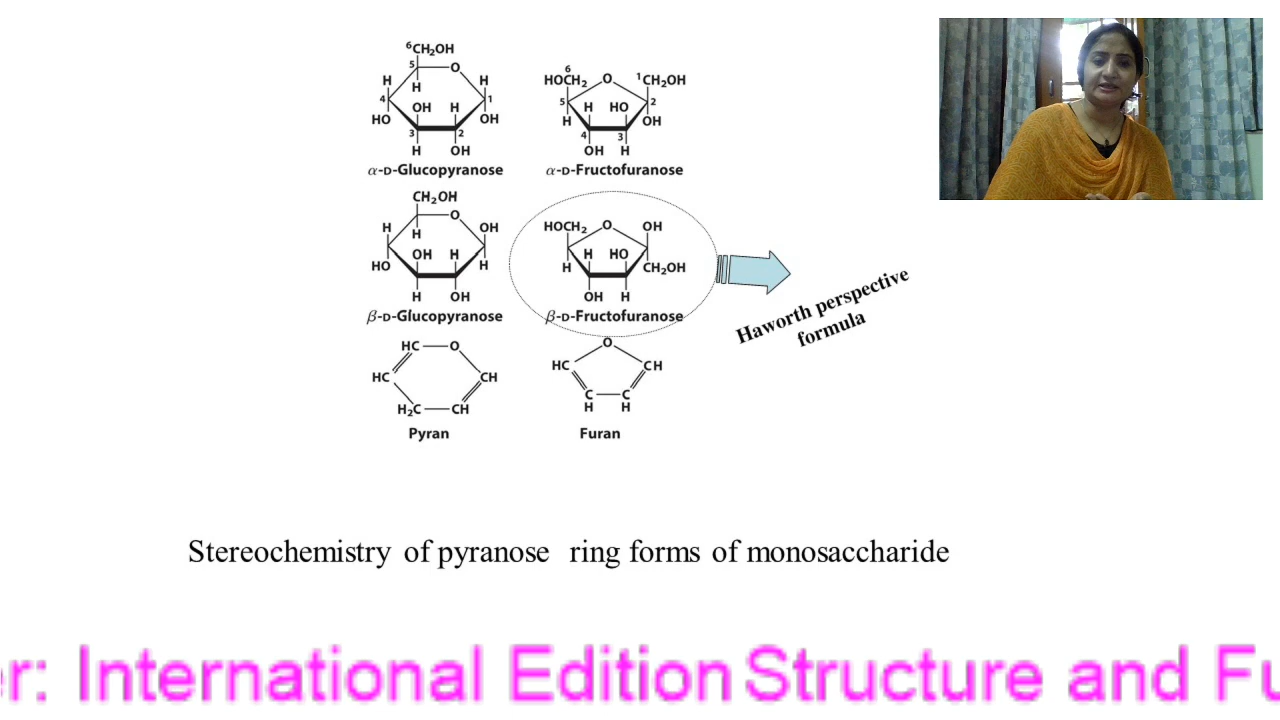 ⁶CH₂OH
5
O
H
H
H
4
OH
H
1
HO
OH
3
2
H
OH
α-D-Glucopyranose
6
HOCH₂
O
¹CH₂OH
5
H
HO
2
H
OH
4
3
OH
H
α-D-Fructofuranose
CH₂OH
O
H
OH
H
OH
H
HO
H
H
OH
β-D-Glucopyranose
HOCH₂
O
OH
H
HO
H
CH₂OH
OH
H
β-D-Fructofuranose
Haworth perspective
formula
HC
O
HC
CH
H₂C
CH
Pyran
O
HC
CH
C
C
H
H
Furan
Stereochemistry of pyranose ring forms of monosaccharide
r: International Edition Structure and Fu